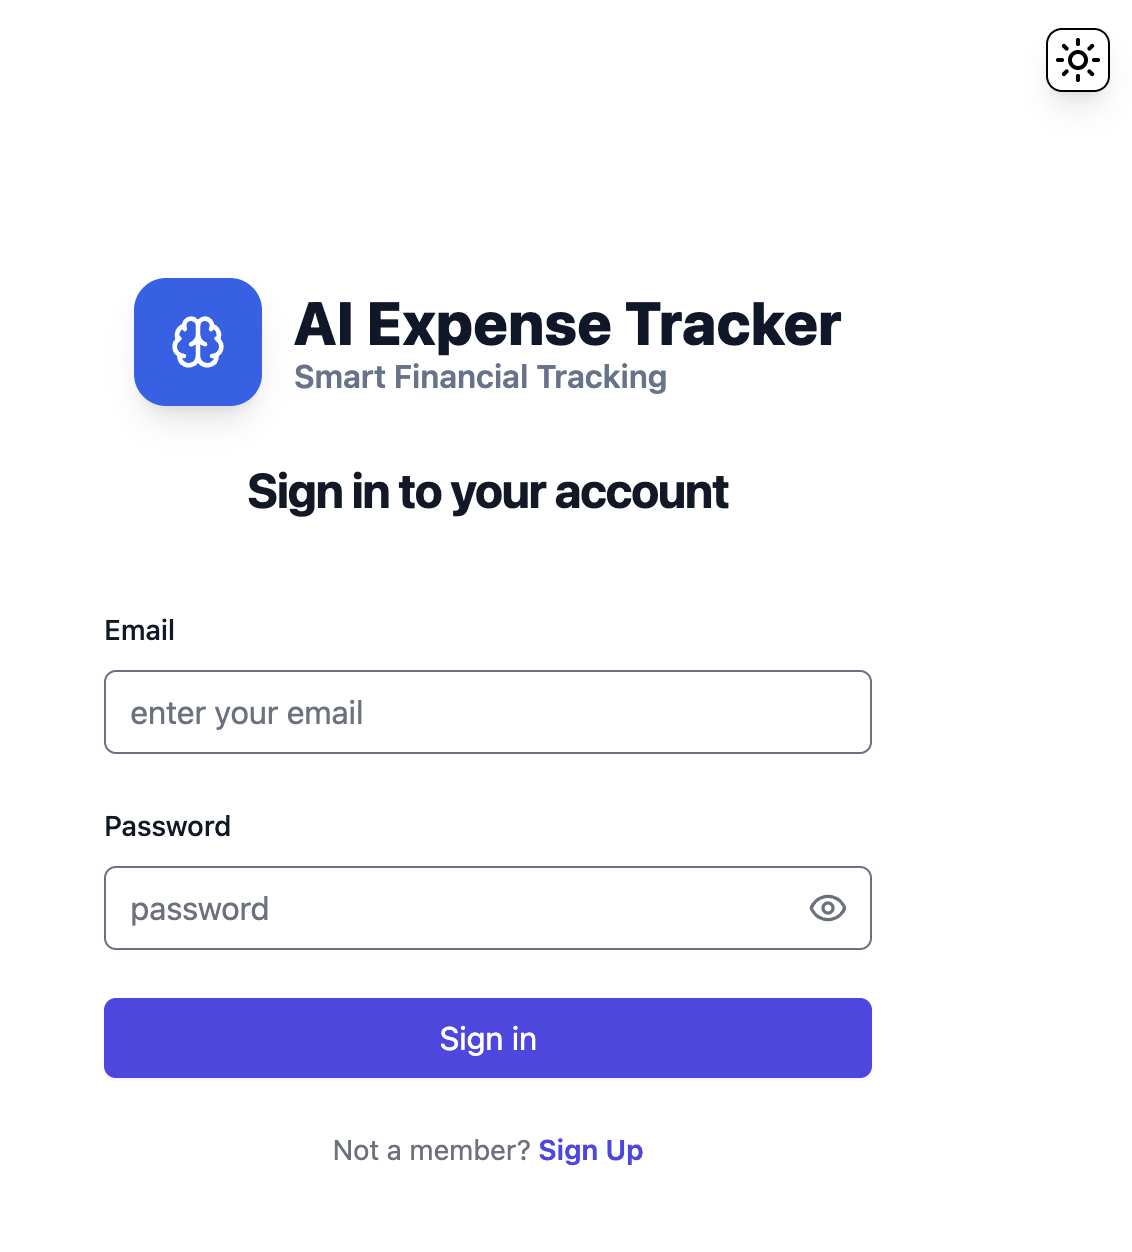 AI Expense Tracker
Smart Financial Tracking
Sign in to your account
Email
enter your email
Password
password
Sign in
Not a member? Sign Up